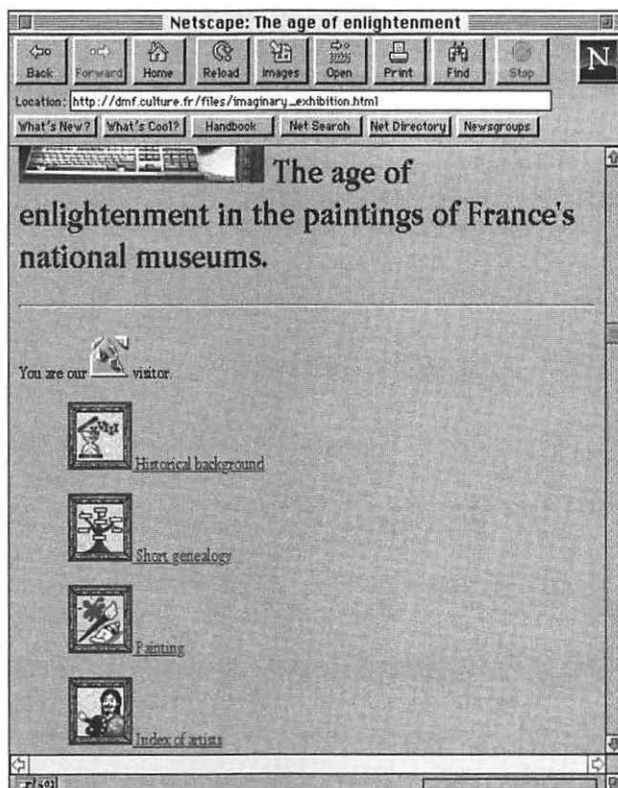 Netscape: The age of enlightenment
Back Forward Home Reload Images Open Print Find Stop N
Location: http://dmf.culture.fr/files/imaginary_exhibition.html
What's New? What's Cool? Handbook Net Search Net Directory Newsgroups
The age of
enlightenment in the paintings of France's
national museums.
You are our visitor.
Historical background
Short genealogy
Painting
Index of artists